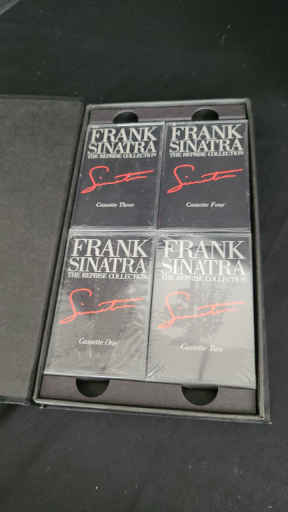 FRANK
SINATRA
THE REPRISE COLLECTION
Sinatra
Cassette Three
FRANK
SINATRA
THE REPRISE COLLECTION
Sinatra
Cassette Four
FRANK
SINATRA
THE REPRISE COLLECTION
Sinatra
Cassette One
FRANK
SINATRA
THE REPRISE COLLECTION
Sinatra
Cassette Two